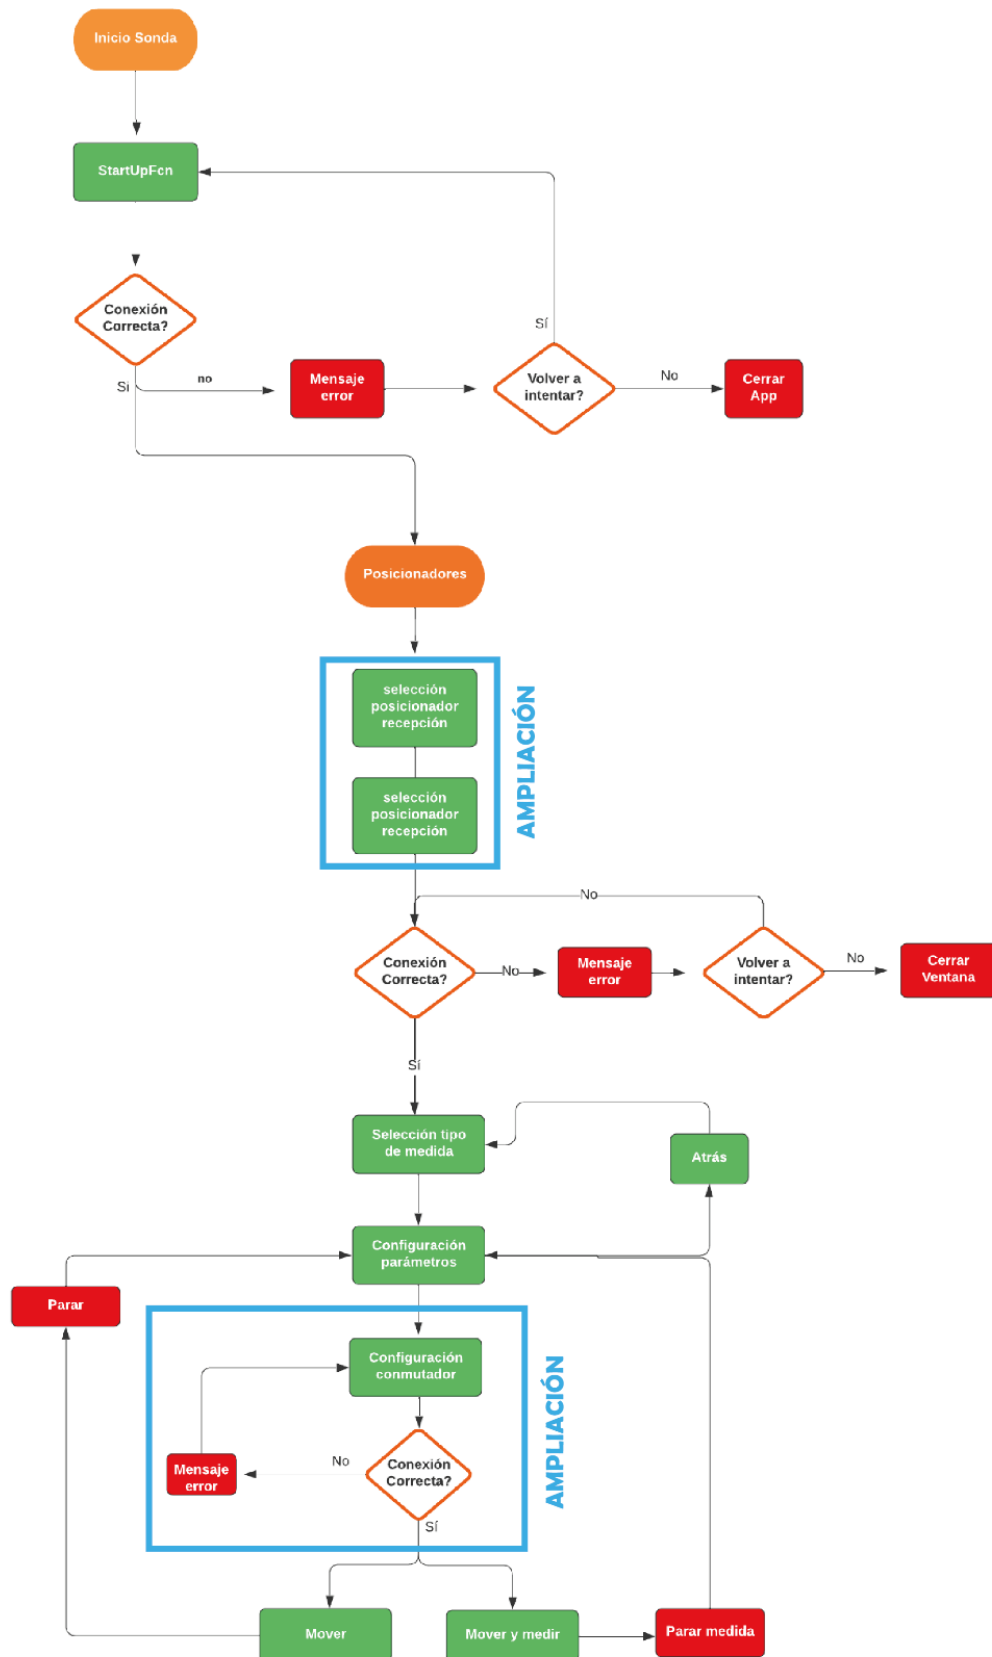 Inicio Sonda
StartUpFcn
Conexión
Correcta?
Sí
Si
no
Mensaje
error
Volver a
intentar?
No
Cerrar
App
Posicionadores
selección
posicionador
recepción
AMPLIACIÓN
selección
posicionador
recepción
No
Conexión
Correcta?
No
Mensaje
error
Volver a
intentar?
No
Cerrar
Ventana
Sí
Selección tipo
de medida
Atrás
Configuración
parámetros
Parar
Configuración
conmutador
AMPLIACIÓN
Mensaje
error
No
Conexión
Correcta?
Sí
Mover
Mover y medir
Parar medida